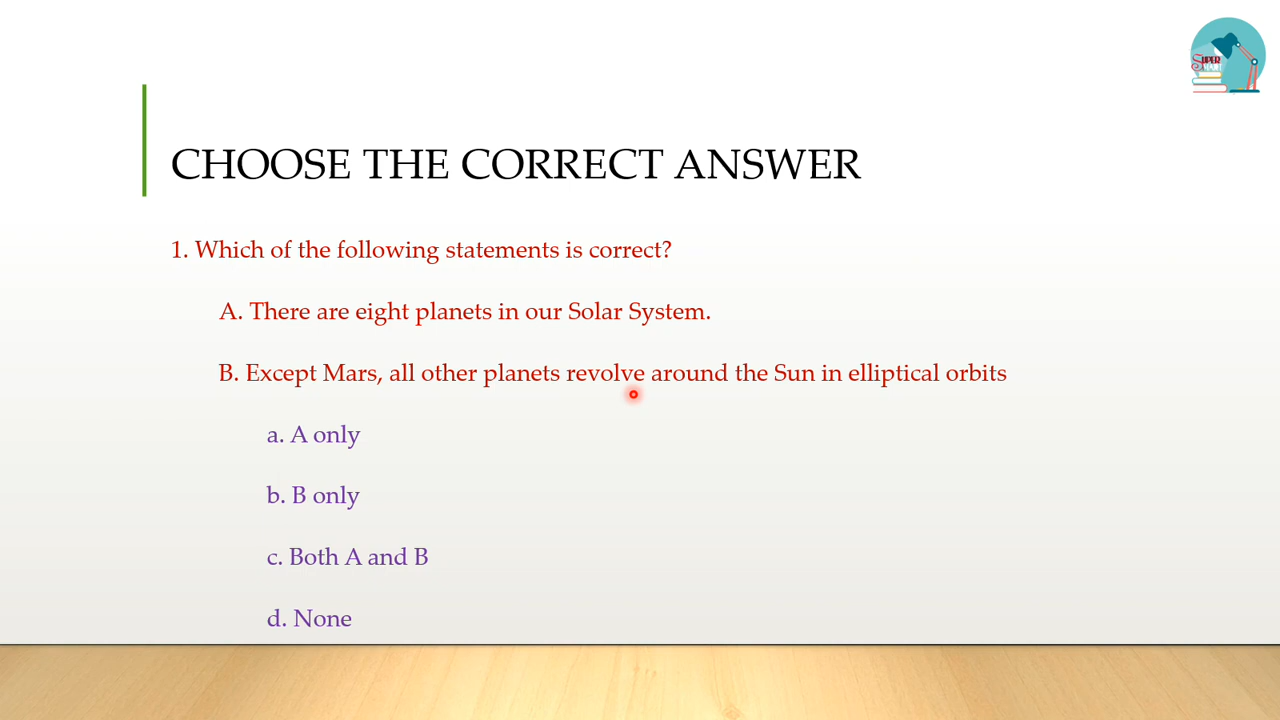 SUPER
CHOOSE THE CORRECT ANSWER
1. Which of the following statements is correct?
A. There are eight planets in our Solar System.
B. Except Mars, all other planets revolve around the Sun in elliptical orbits
a. A only
b. B only
c. Both A and B
d. None